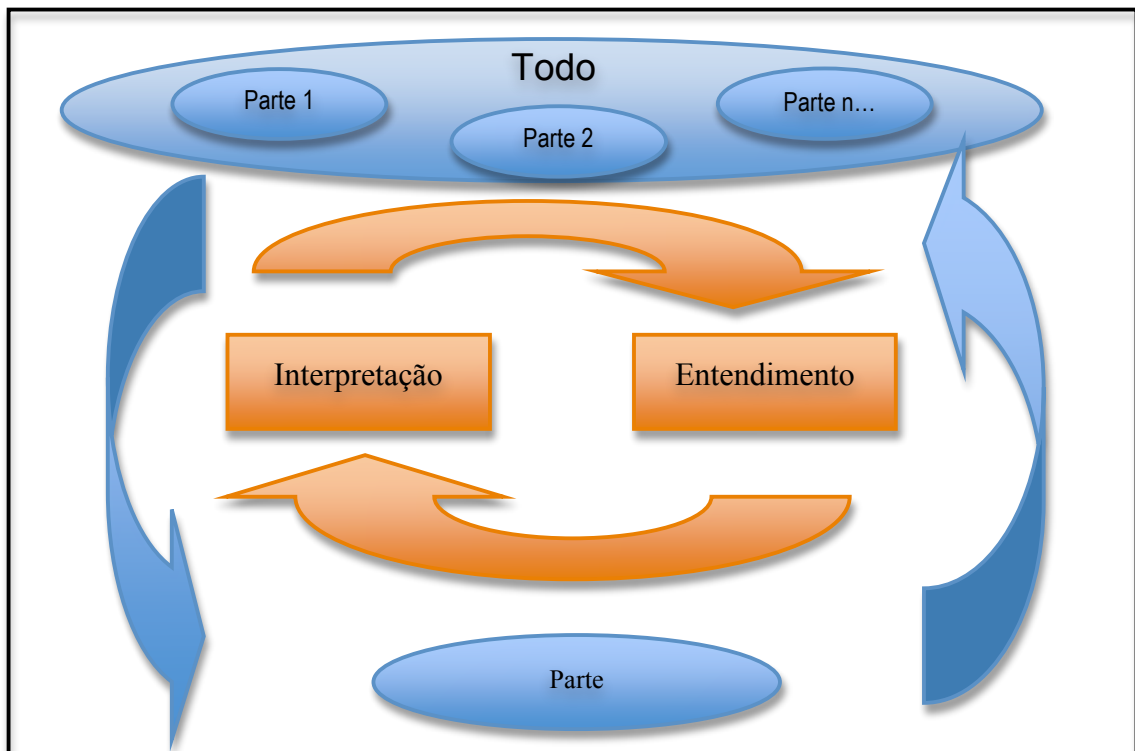 Todo
Parte 1
Parte 2
Parte n...
Interpretação
Entendimento
Parte